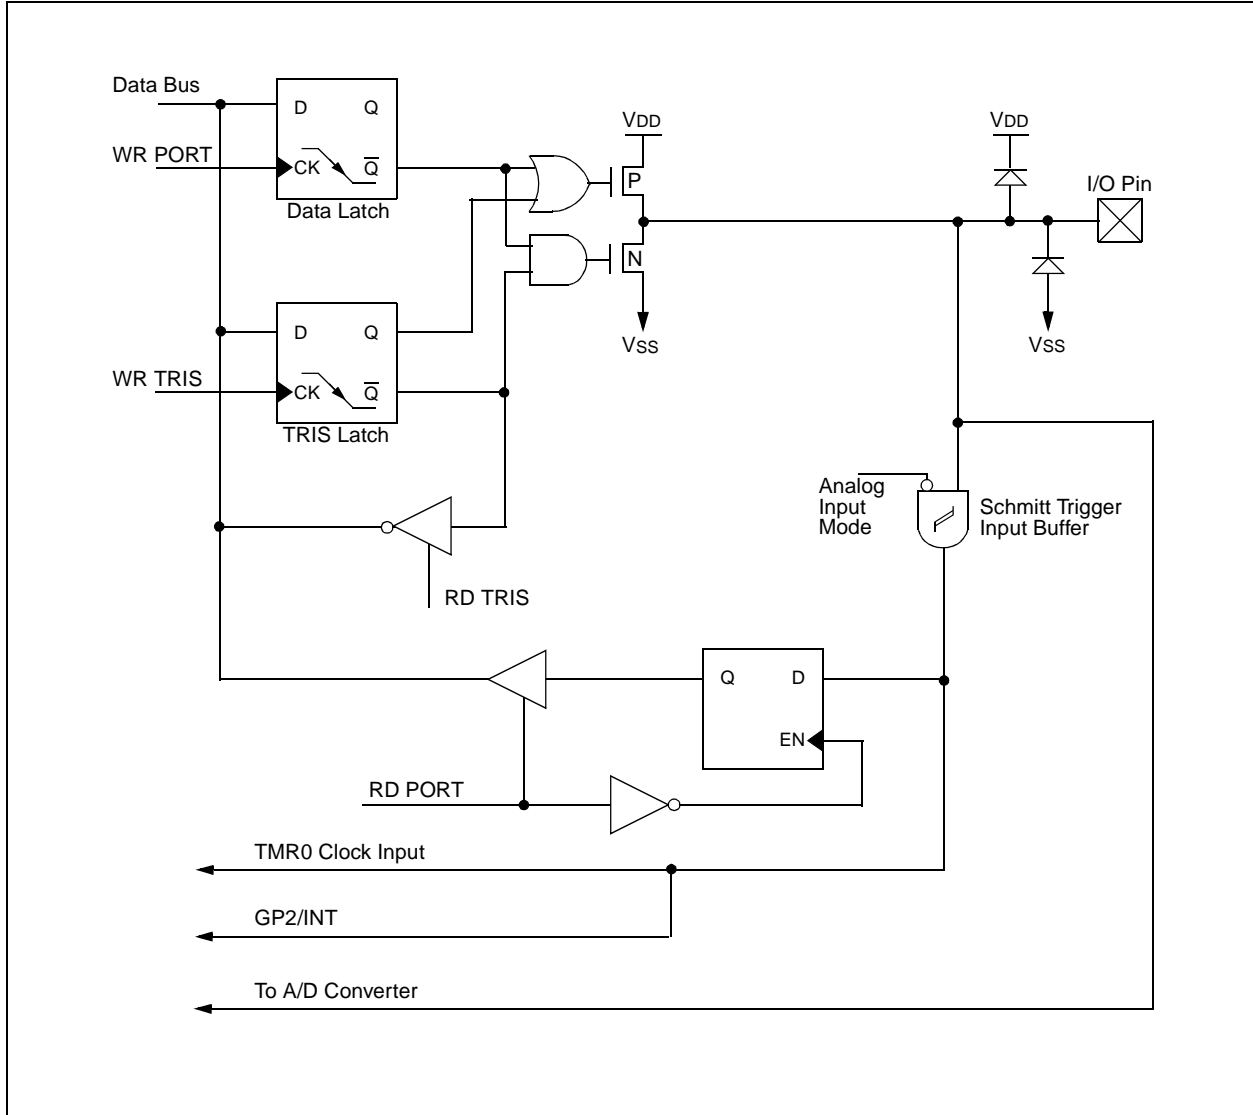 Data Bus
D Q
VDD
VDD
WR PORT
CK Q̅
P
I/O Pin
Data Latch
N
D Q
VSS
VSS
WR TRIS
CK Q̅
TRIS Latch
Analog
Input
Mode
Schmitt Trigger
Input Buffer
RD TRIS
Q D
EN
RD PORT
TMR0 Clock Input
GP2/INT
To A/D Converter